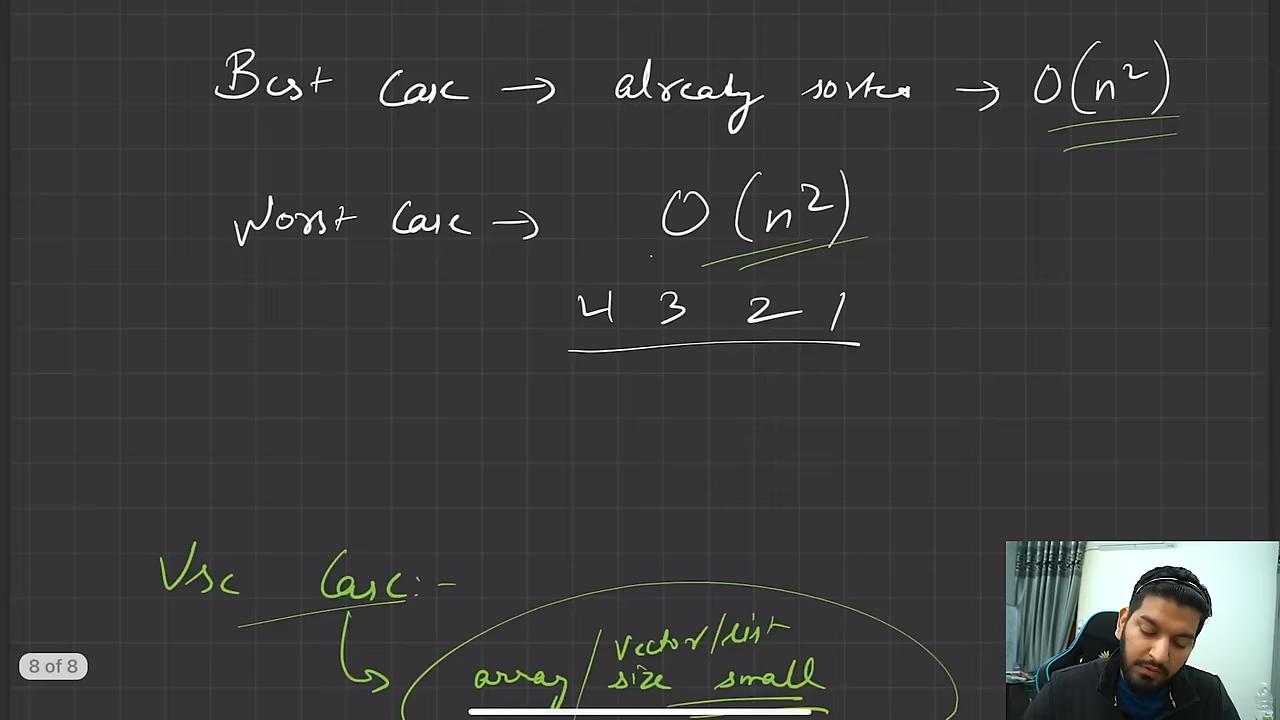 Best Case → already sorted → O(n²)
Worst Case → O(n²)
4 3 2 1
Use Case:-
array / vector/list
size small
8 of 8